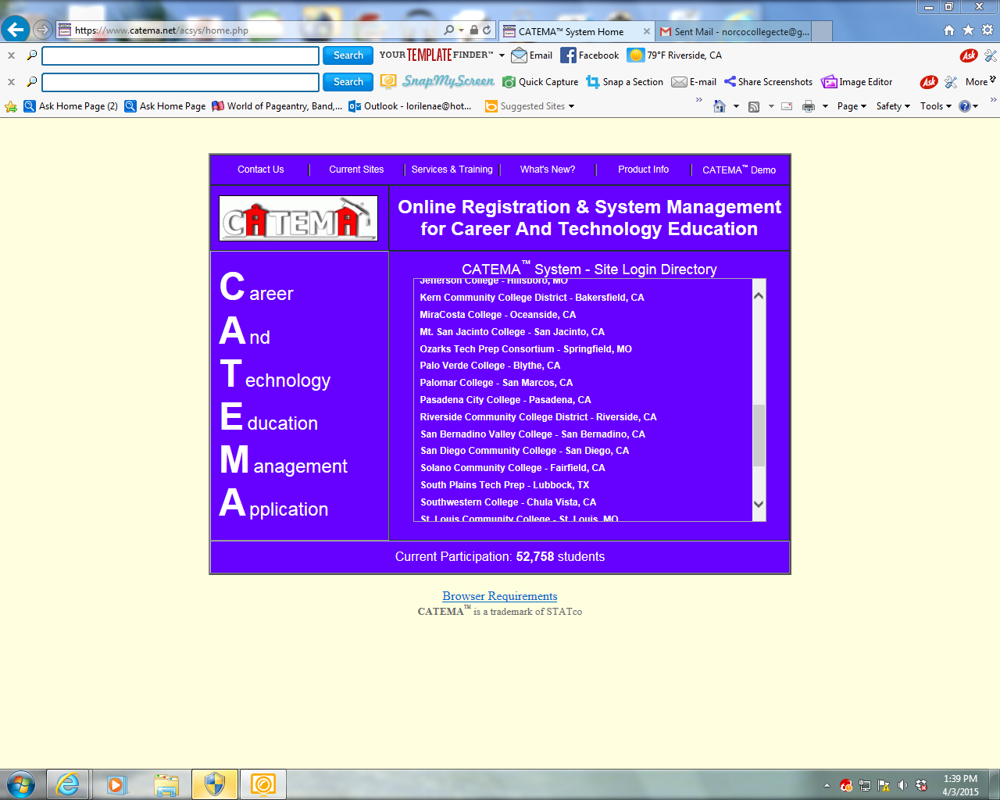 https://www.catema.net/acsys/home.php
CATEMA™ System Home
Sent Mail - norcocollegecte@g...
Search
YOUR TEMPLATE FINDER™
Email
Facebook
79°F Riverside, CA
Ask
Search
SnapMyScreen
Quick Capture
Snap a Section
E-mail
Share Screenshots
Image Editor
Ask
More
Ask Home Page (2)
Ask Home Page
World of Pageantry, Band,...
Outlook - lorilenae@hot...
Suggested Sites
Page
Safety
Tools
Contact Us
Current Sites
Services & Training
What's New?
Product Info
CATEMA™ Demo
CATEMA
Online Registration & System Management
for Career And Technology Education
Career
And
Technology
Education
Management
Application
CATEMA™ System - Site Login Directory
Jefferson College - Hillsboro, MO
Kern Community College District - Bakersfield, CA
MiraCosta College - Oceanside, CA
Mt. San Jacinto College - San Jacinto, CA
Ozarks Tech Prep Consortium - Springfield, MO
Palo Verde College - Blythe, CA
Palomar College - San Marcos, CA
Pasadena City College - Pasadena, CA
Riverside Community College District - Riverside, CA
San Bernadino Valley College - San Bernadino, CA
San Diego Community College - San Diego, CA
Solano Community College - Fairfield, CA
South Plains Tech Prep - Lubbock, TX
Southwestern College - Chula Vista, CA
St. Louis Community College - St. Louis, MO
Current Participation: 52,758 students
Browser Requirements
CATEMA™ is a trademark of STATco
1:39 PM
4/3/2015